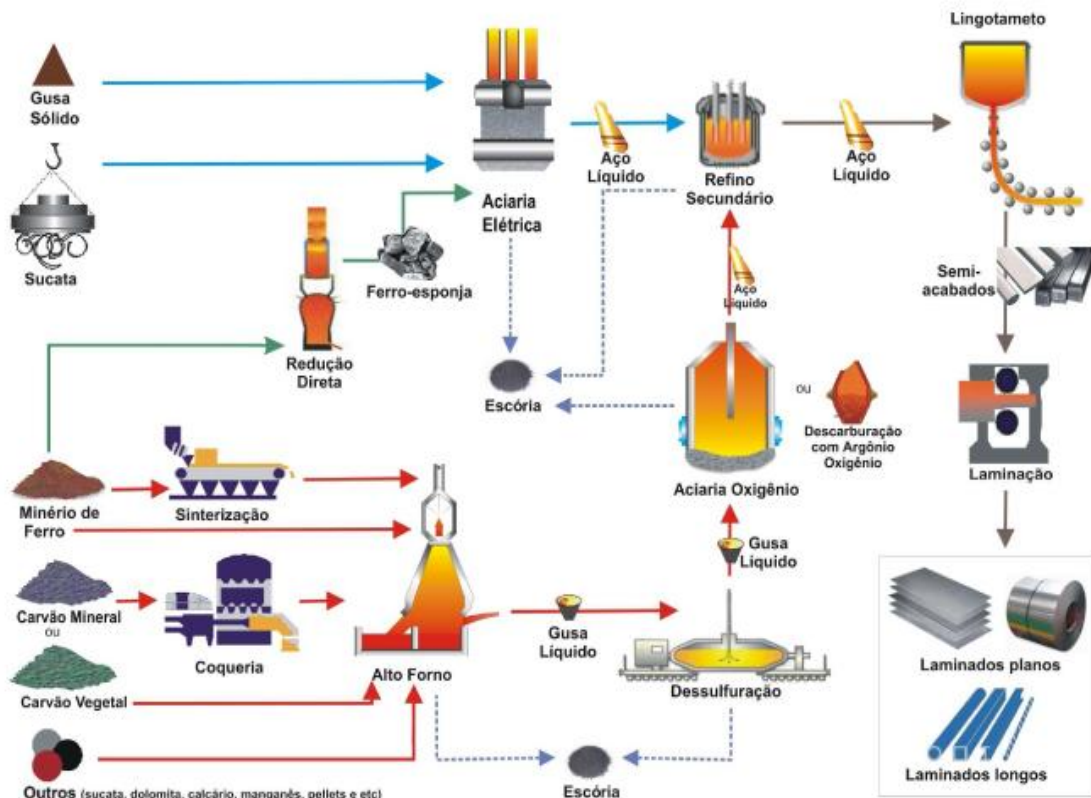 Lingotameto
Gusa
Sólido
Aço
Líquido
Refino
Secundário
Aço
Líquido
Aciaria
Elétrica
Sucata
Ferro-esponja
Semi-
acabados
Aço
Líquido
Redução
Direta
Escória
ou
Descarburação
com Argônio
Oxigênio
Laminação
Aciaria Oxigênio
Minério de
Ferro
Sinterização
Gusa
Líquido
Carvão Mineral
ou
Coqueria
Gusa
Líquido
Alto Forno
Dessulfuração
Laminados planos
Carvão Vegetal
Laminados longos
Escória
Outros (sucata, dolomita, calcário, manganês, pellets e etc)